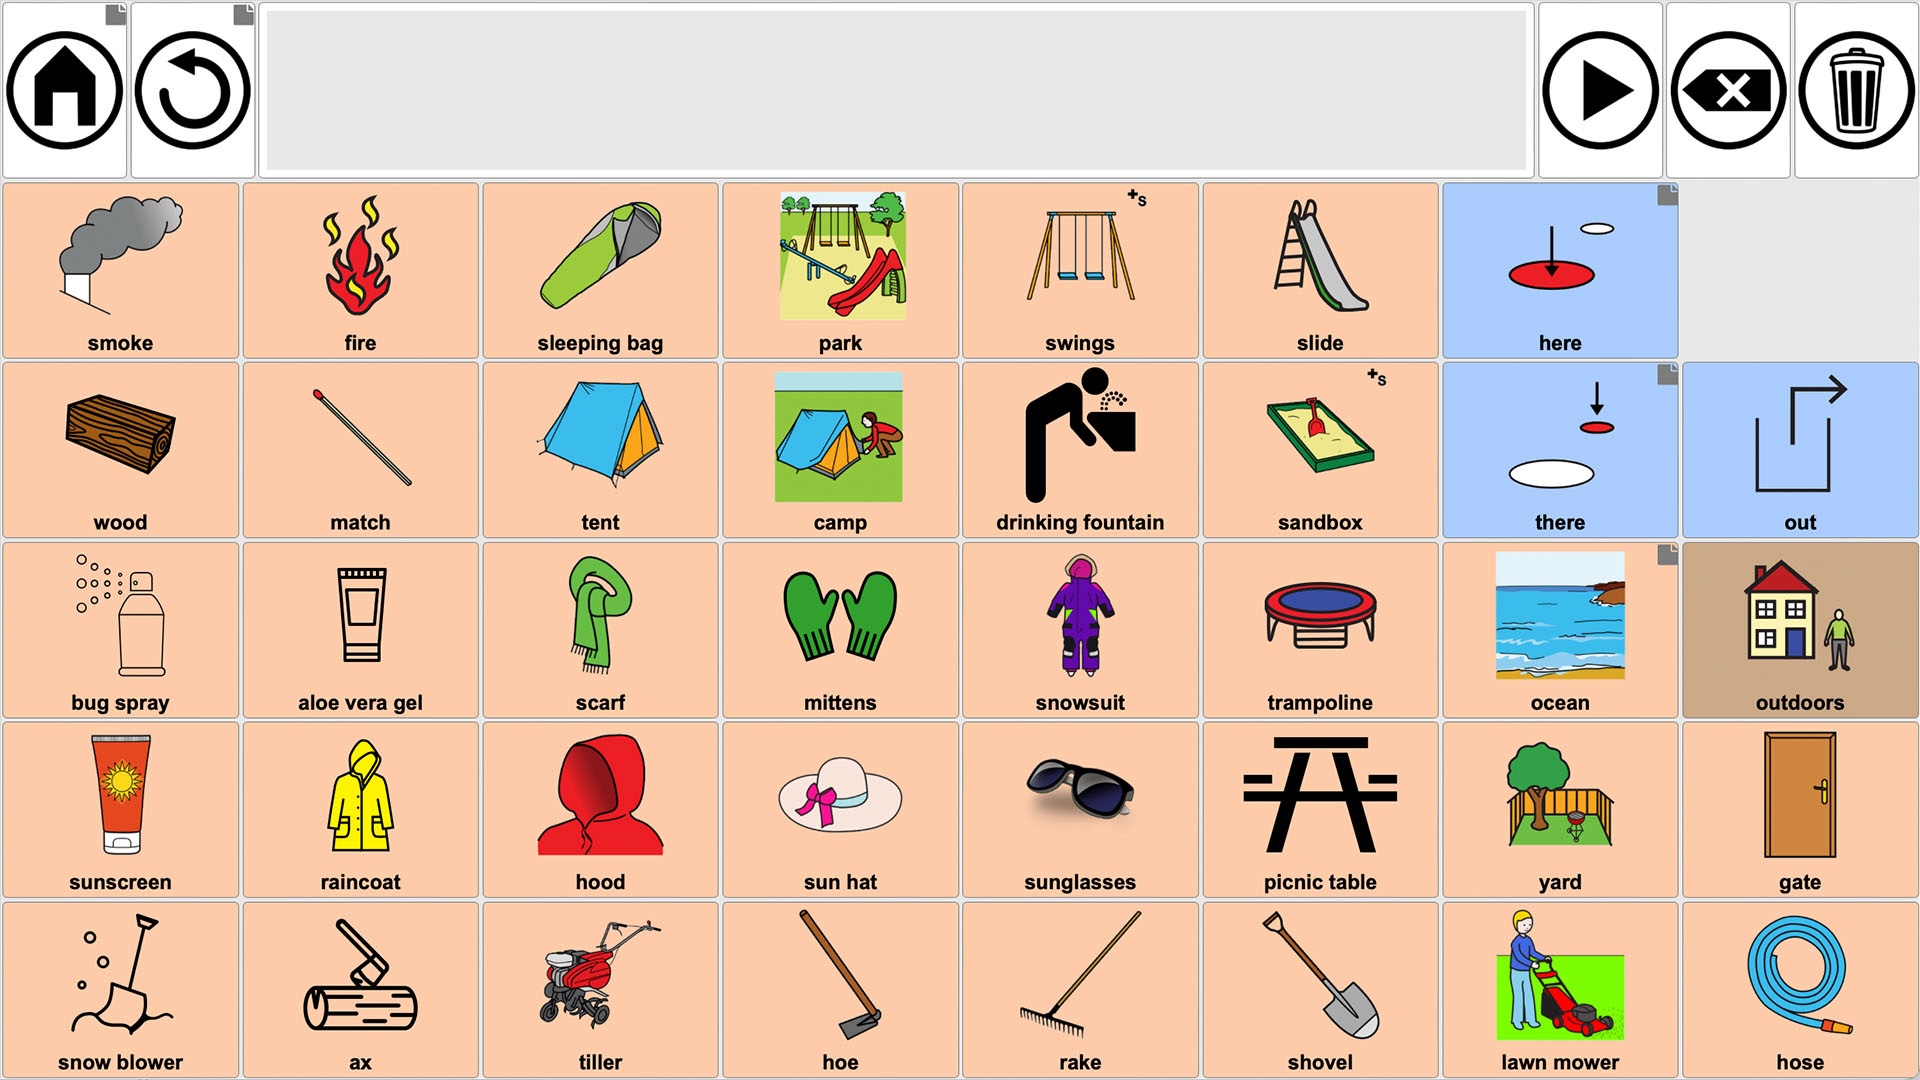 +s
smoke
fire
sleeping bag
park
swings
slide
here
+s
wood
match
tent
camp
drinking fountain
sandbox
there
out
bug spray
aloe vera gel
scarf
mittens
snowsuit
trampoline
ocean
outdoors
sunscreen
raincoat
hood
sun hat
sunglasses
picnic table
yard
gate
snow blower
ax
tiller
hoe
rake
shovel
lawn mower
hose